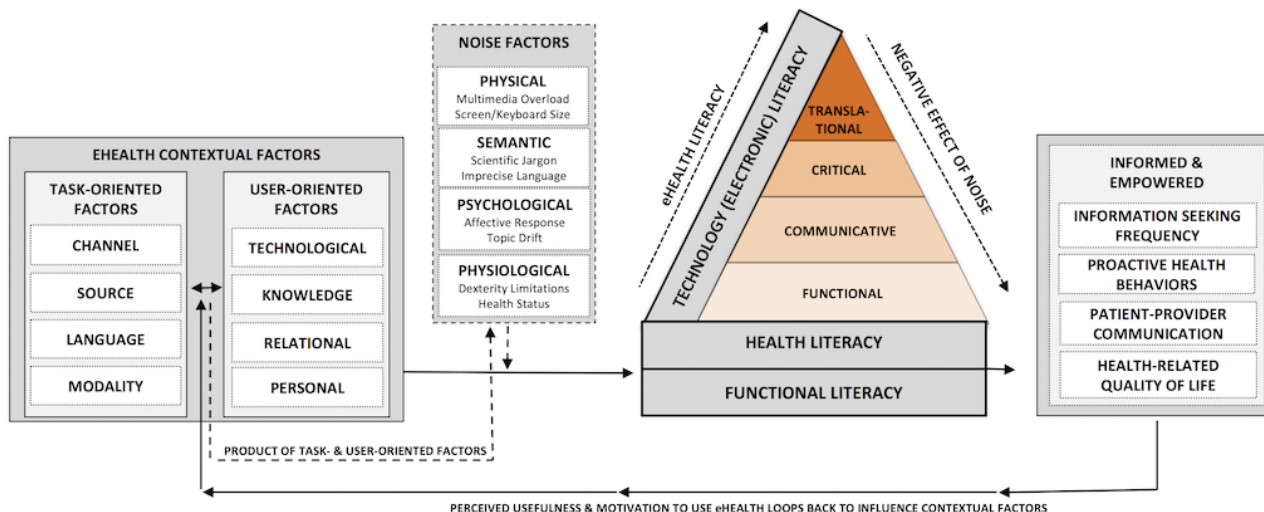 EHEALTH CONTEXTUAL FACTORS
TASK-ORIENTED
FACTORS
CHANNEL
SOURCE
LANGUAGE
MODALITY
USER-ORIENTED
FACTORS
TECHNOLOGICAL
KNOWLEDGE
RELATIONAL
PERSONAL
PRODUCT OF TASK- & USER-ORIENTED FACTORS
NOISE FACTORS
PHYSICAL
Multimedia Overload
Screen/Keyboard Size
SEMANTIC
Scientific Jargon
Imprecise Language
PSYCHOLOGICAL
Affective Response
Topic Drift
PHYSIOLOGICAL
Dexterity Limitations
Health Status
eHEALTH LITERACY
TECHNOLOGY (ELECTRONIC) LITERACY
TRANSLA-
TIONAL
CRITICAL
COMMUNICATIVE
FUNCTIONAL
NEGATIVE EFFECT OF NOISE
HEALTH LITERACY
FUNCTIONAL LITERACY
INFORMED &
EMPOWERED
INFORMATION SEEKING
FREQUENCY
PROACTIVE HEALTH
BEHAVIORS
PATIENT-PROVIDER
COMMUNICATION
HEALTH-RELATED
QUALITY OF LIFE
PERCEIVED USEFULNESS & MOTIVATION TO USE eHEALTH LOOPS BACK TO INFLUENCE CONTEXTUAL FACTORS